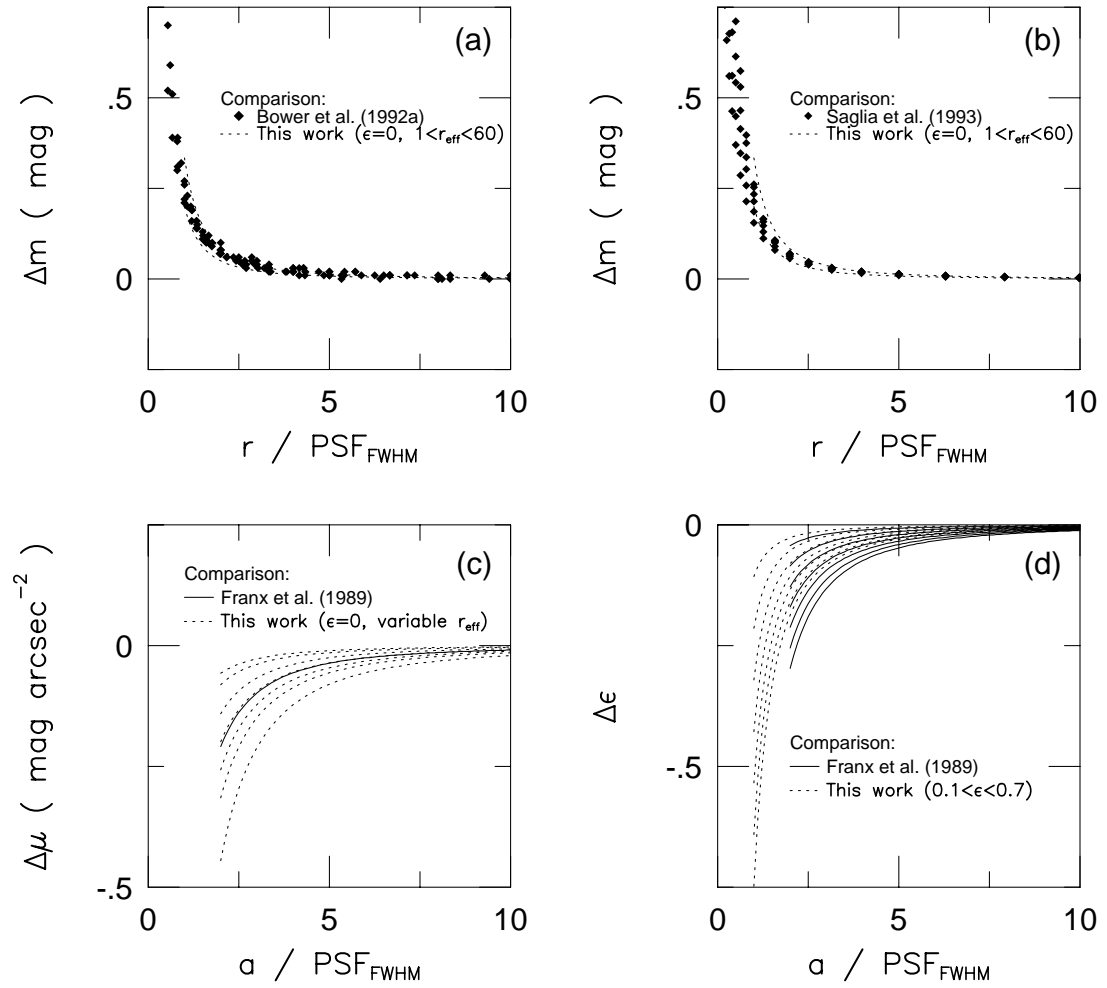 (a)
Comparison:
Bower et al. (1992a)
This work (ϵ=0, 1<r_eff<60)
.5
0
Δm ( mag )
0 5 10
r / PSF_FWHM
(b)
Comparison:
Saglia et al. (1993)
This work (ϵ=0, 1<r_eff<60)
.5
0
Δm ( mag )
0 5 10
r / PSF_FWHM
(c)
Comparison:
Franx et al. (1989)
This work (ϵ=0, variable r_eff)
0
-.5
Δμ ( mag arcsec⁻² )
0 5 10
a / PSF_FWHM
(d)
0
-.5
Δϵ
Comparison:
Franx et al. (1989)
This work (0.1<ϵ<0.7)
0 5 10
a / PSF_FWHM